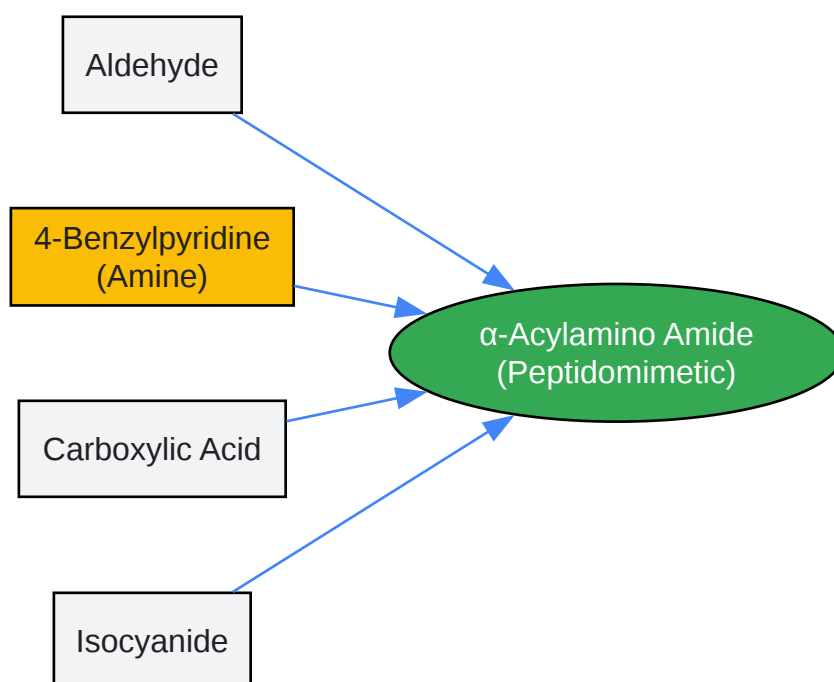 Aldehyde
4-Benzylpyridine
(Amine)
α-Acylamino Amide
(Peptidomimetic)
Carboxylic Acid
Isocyanide